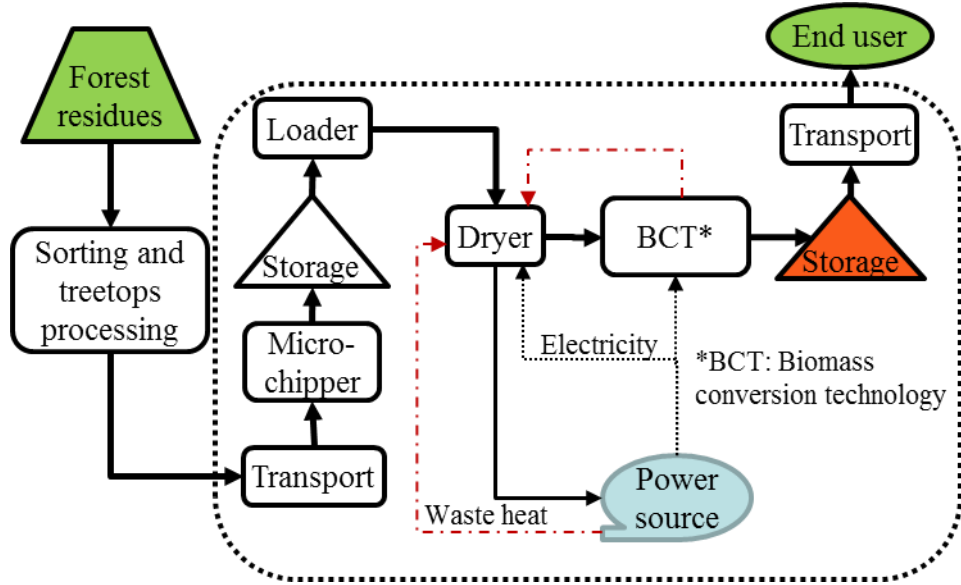 Forest
residues
Sorting and
treetops
processing
Transport
Micro-
chipper
Storage
Loader
Dryer
BCT*
Storage
Transport
End user
Electricity
*BCT: Biomass
conversion technology
Power
source
Waste heat